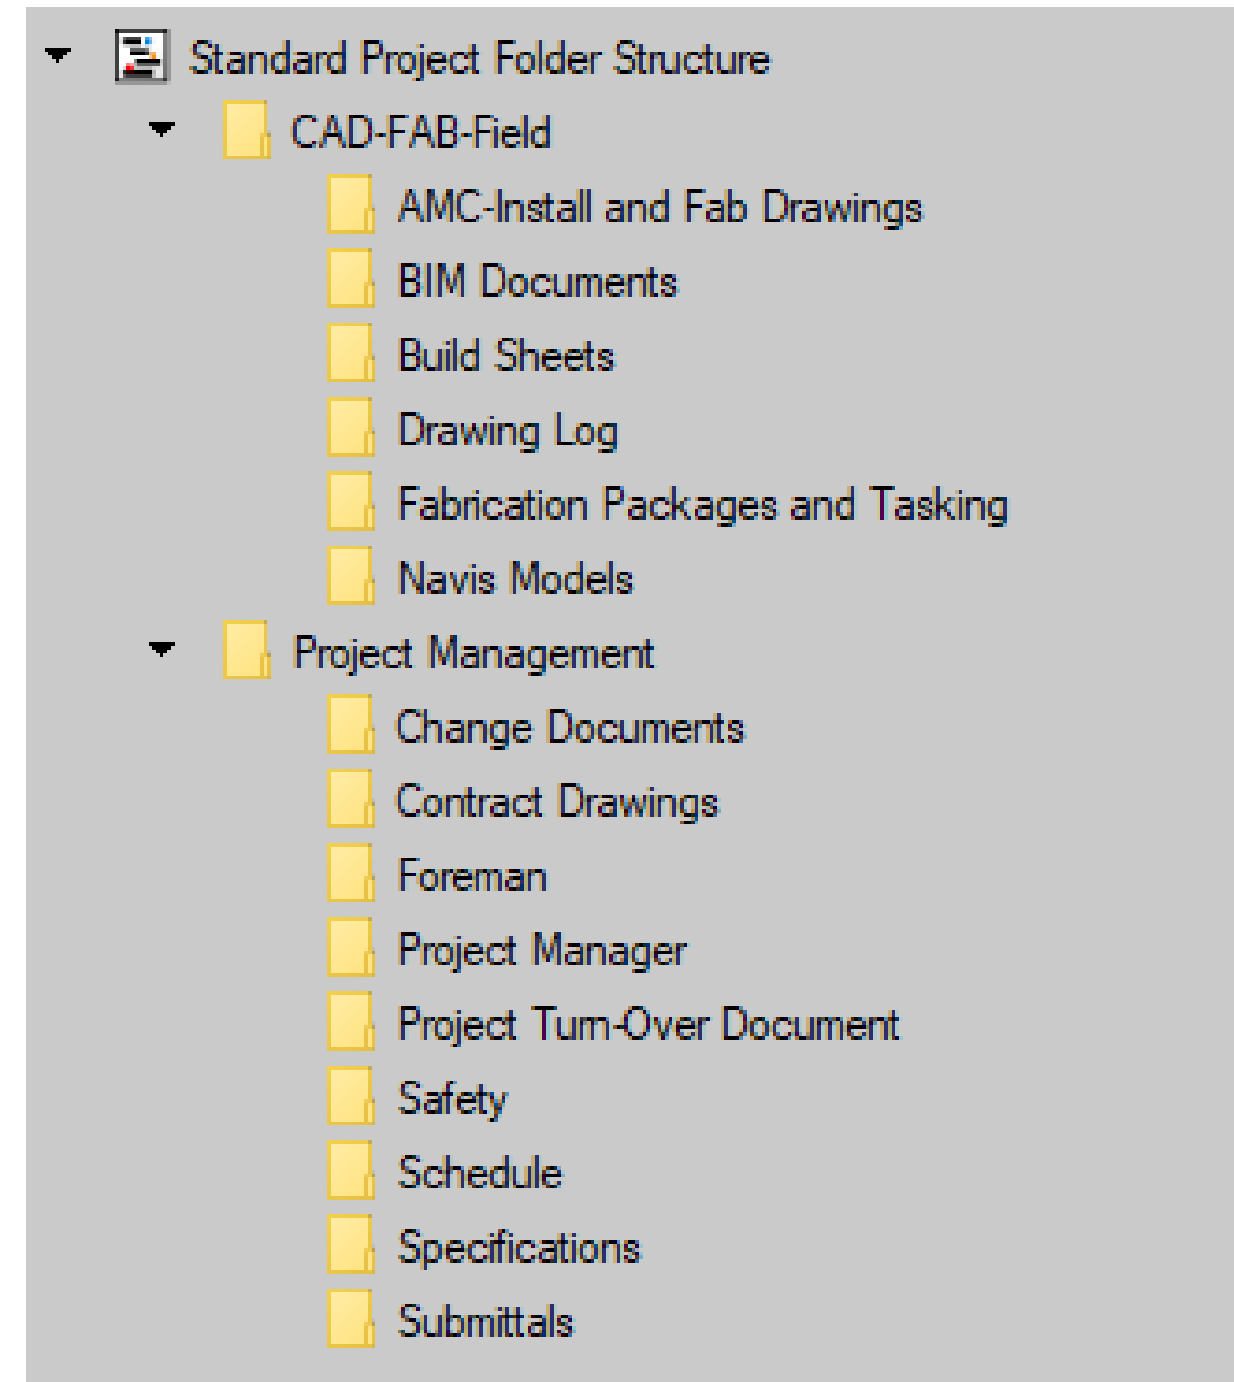 Standard Project Folder Structure
CAD-FAB-Field
AMC-Install and Fab Drawings
BIM Documents
Build Sheets
Drawing Log
Fabrication Packages and Tasking
Navis Models
Project Management
Change Documents
Contract Drawings
Foreman
Project Manager
Project Turn-Over Document
Safety
Schedule
Specifications
Submittals